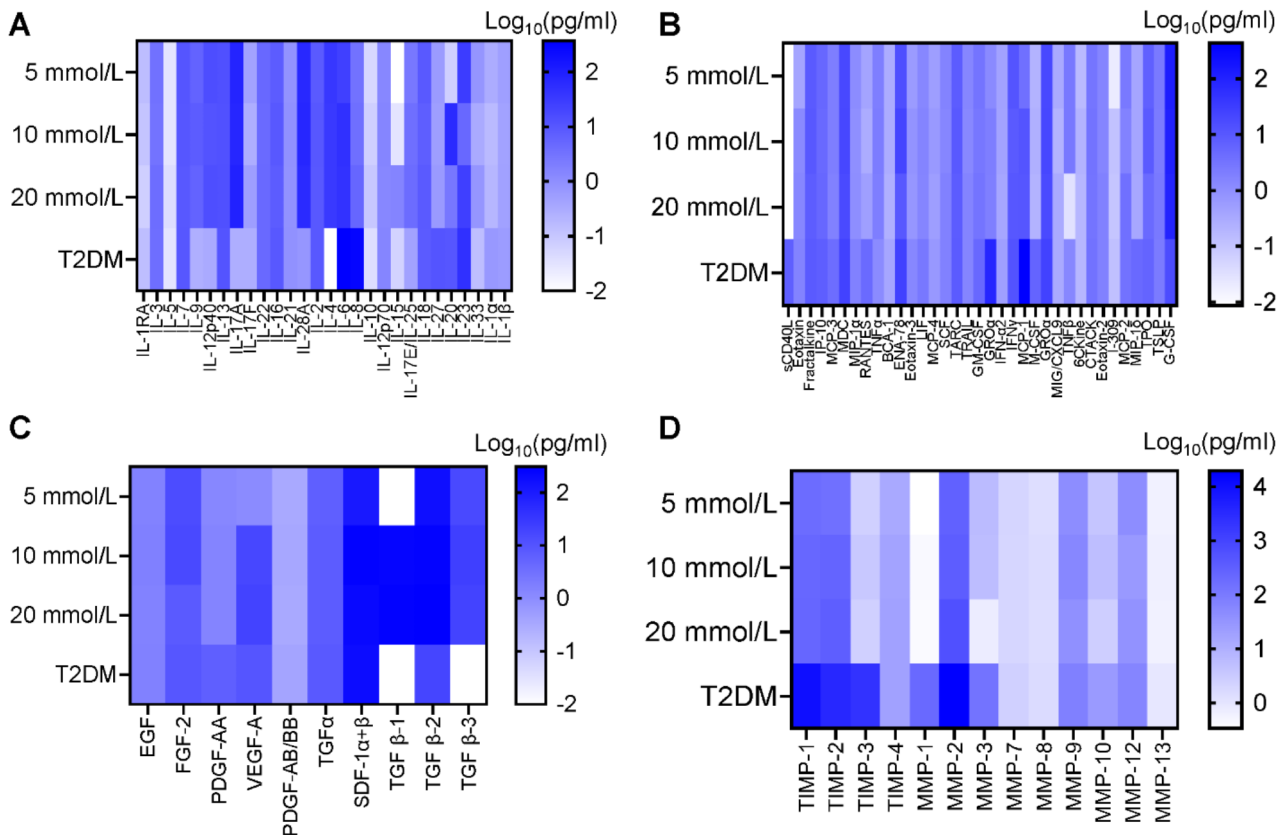 A
Log10(pg/ml)
5 mmol/L
10 mmol/L
20 mmol/L
T2DM
2
1
0
-1
-2
IL-1RA
IL-3
IL-5
IL-7
IL-9
IL-12p40
IL-13
IL-17A
IL-17F
IL-22
IL-16
IL-21
IL-28A
IL-2
IL-4
IL-6
IL-8
IL-10
IL-12p70
IL-15
IL-17E/IL-25
IL-18
IL-27
IL-20
IL-23
IL-33
IL-1α
IL-1β
B
Log10(pg/ml)
5 mmol/L
10 mmol/L
20 mmol/L
T2DM
2
1
0
-1
-2
sCD40L
Eotaxin
Fractalkine
IP-10
MCP-3
MDC
MIP-1α
RANTES
TNFα
BCA-1
ENA-78
Eotaxin-3
LIF
MCP-4
SCF
TARC
TRAIL
GM-CSF
GROα
IFN-α2
IFNγ
MCP-1
M-CSF
GROα
MIG/CXCL9
TNFβ
6CKine
CTACK
Eotaxin-2
I-309
MCP-2
MIP-1δ
TPO
TSLP
G-CSF
C
Log10(pg/ml)
5 mmol/L
10 mmol/L
20 mmol/L
T2DM
2
1
0
-1
-2
EGF
FGF-2
PDGF-AA
VEGF-A
PDGF-AB/BB
TGFα
SDF-1α+β
TGF β-1
TGF β-2
TGF β-3
D
Log10(pg/ml)
5 mmol/L
10 mmol/L
20 mmol/L
T2DM
4
3
2
1
0
TIMP-1
TIMP-2
TIMP-3
TIMP-4
MMP-1
MMP-2
MMP-3
MMP-7
MMP-8
MMP-9
MMP-10
MMP-12
MMP-13